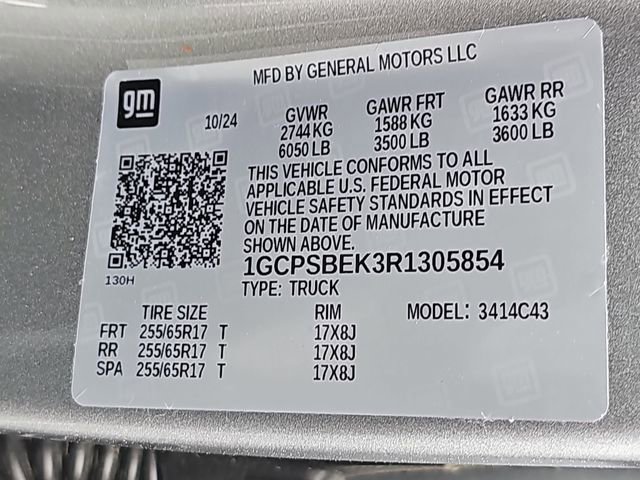 MFD BY GENERAL MOTORS LLC
gm
10/24
GVWR GAWR FRT GAWR RR
2744 KG 1588 KG 1633 KG
6050 LB 3500 LB 3600 LB
THIS VEHICLE CONFORMS TO ALL
APPLICABLE U.S. FEDERAL MOTOR
VEHICLE SAFETY STANDARDS IN EFFECT
ON THE DATE OF MANUFACTURE
SHOWN ABOVE.
130H
1GCPSBEK3R1305854
TYPE: TRUCK
TIRE SIZE RIM MODEL: 3414C43
FRT 255/65R17 T 17X8J
RR 255/65R17 T 17X8J
SPA 255/65R17 T 17X8J